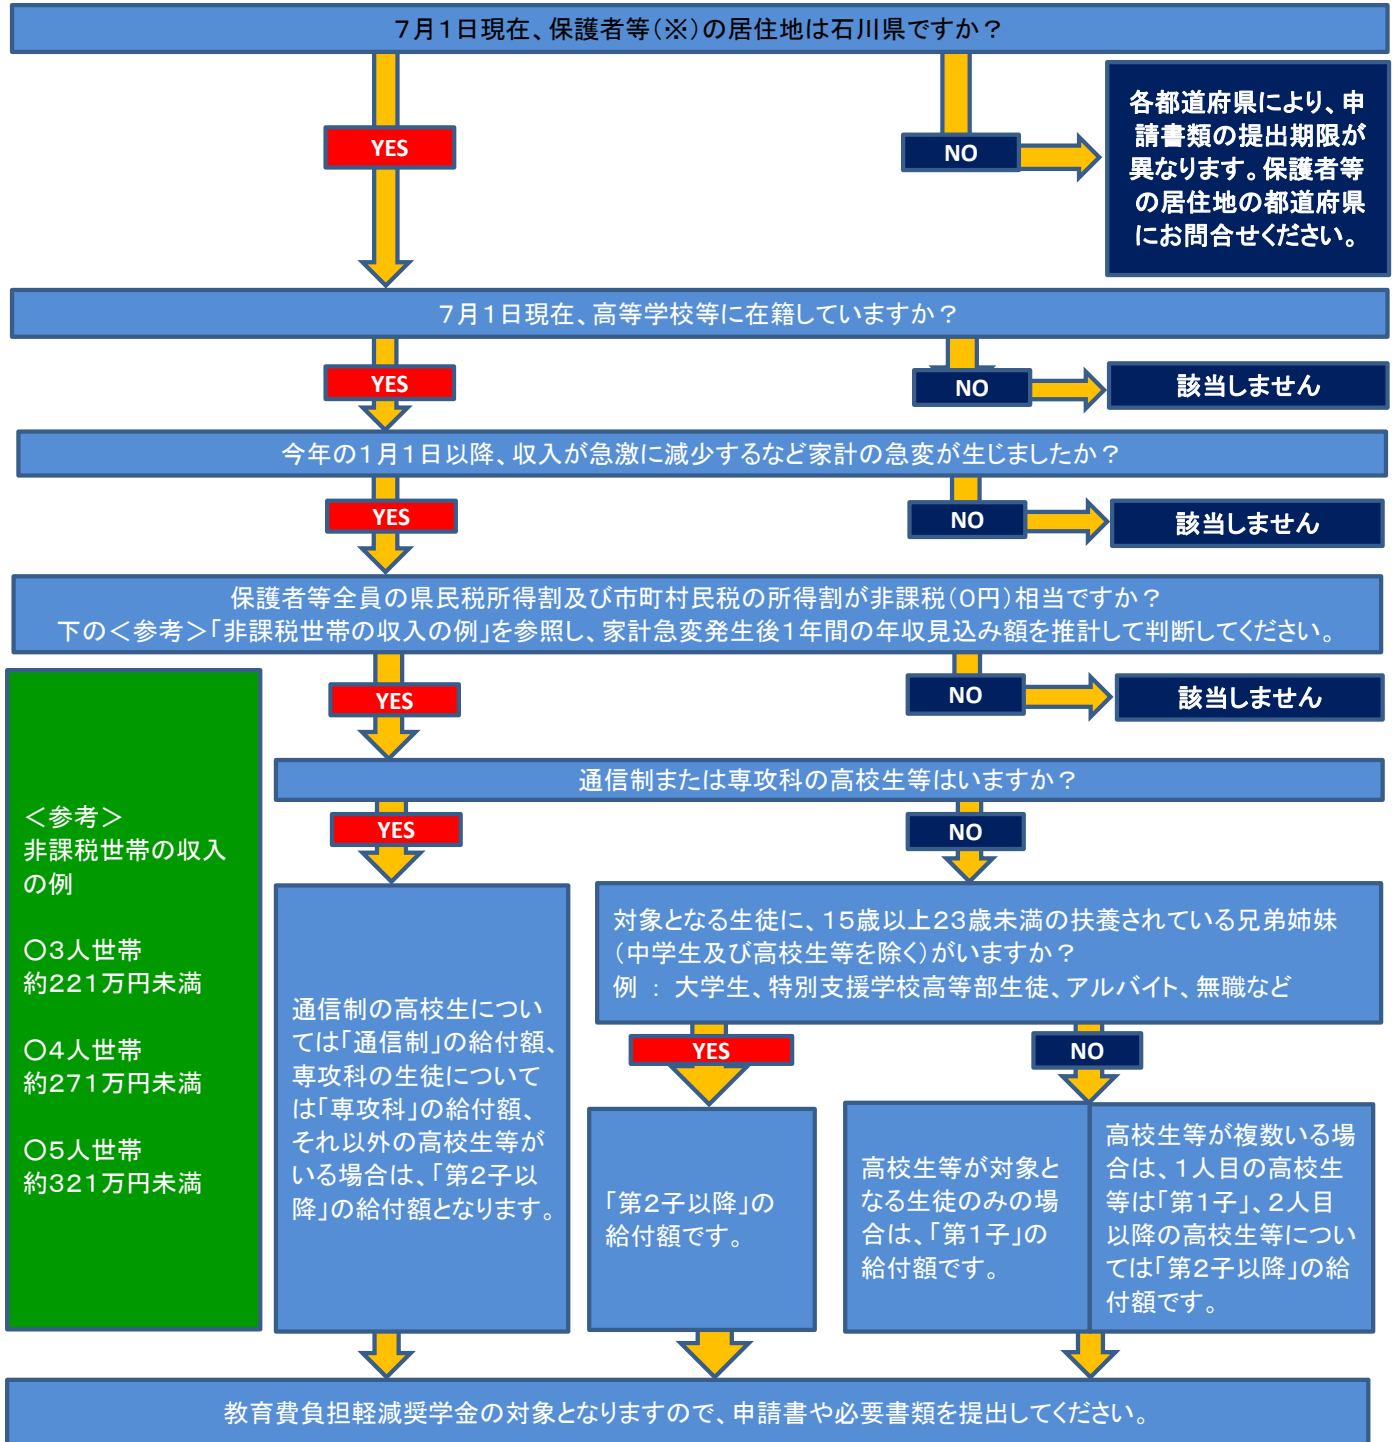 7月1日現在、保護者等(※)の居住地は石川県ですか？
YES
NO
各都道府県により、申
請書類の提出期限が
異なります。保護者等
の居住地の都道府県
にお問合せください。
7月1日現在、高等学校等に在籍していますか？
YES
NO
該当しません
今年の1月1日以降、収入が急激に減少するなど家計の急変が生じましたか？
YES
NO
該当しません
保護者等全員の県民税所得割及び市町村民税の所得割が非課税(0円)相当ですか？
下の＜参考＞「非課税世帯の収入の例」を参照し、家計急変発生後1年間の年収見込み額を推計して判断してください。
YES
NO
該当しません
＜参考＞
非課税世帯の収入
の例
〇3人世帯
約221万円未満
〇4人世帯
約271万円未満
〇5人世帯
約321万円未満
通信制または専攻科の高校生等はいますか？
YES
NO
通信制の高校生につい
ては「通信制」の給付額、
専攻科の生徒について
は「専攻科」の給付額、
それ以外の高校生等が
いる場合は、「第2子以
降」の給付額となります。
対象となる生徒に、15歳以上23歳未満の扶養されている兄弟姉妹
(中学生及び高校生等を除く)がいますか？
例 ： 大学生、特別支援学校高等部生徒、アルバイト、無職など
YES
NO
「第2子以降」の
給付額です。
高校生等が対象と
なる生徒のみの場
合は、「第1子」の
給付額です。
高校生等が複数いる場
合は、1人目の高校生
等は「第1子」、2人目
以降の高校生等につい
ては「第2子以降」の給
付額です。
教育費負担軽減奨学金の対象となりますので、申請書や必要書類を提出してください。